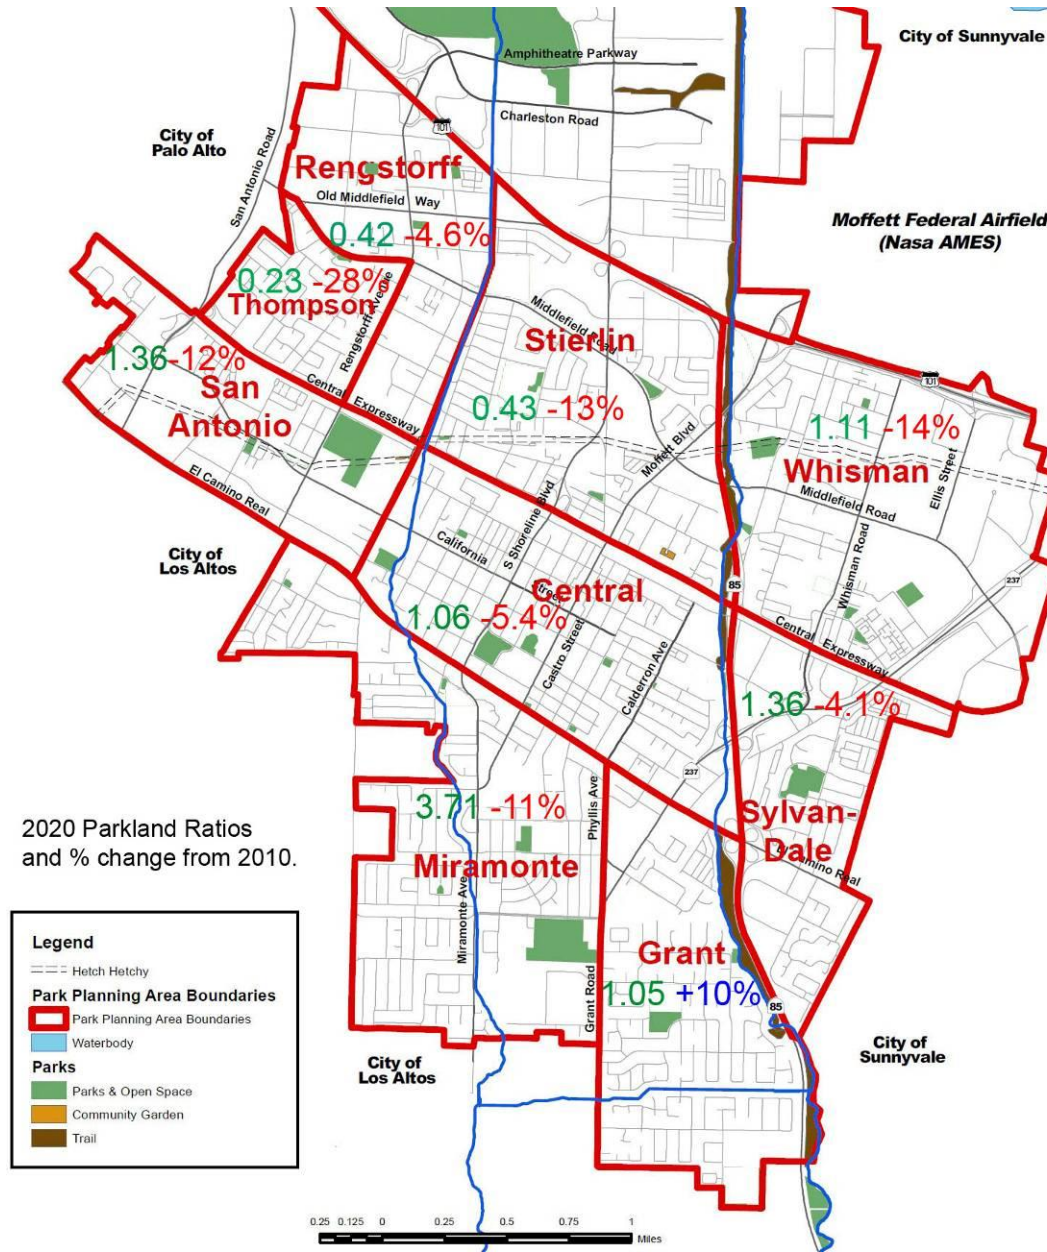 City of Sunnyvale
Amphitheatre Parkway
Charleston Road
101
City of
Palo Alto
San Antonio Road
Rengstorff
Old Middlefield Way
0.42 -4.6%
Moffett Federal Airfield
(Nasa AMES)
0.23 -28%
Thompson
Rengstorff Avenue
Middlefield Road
Stierlin
1.36 -12%
San
Antonio
Central Expressway
0.43 -13%
Moffett Blvd
101
1.11 -14%
Whisman
Ellis Street
Middlefield Road
El Camino Real
City of
Los Altos
S Shoreline Blvd
California Street
Whisman Road
85
237
Central
1.06 -5.4%
Castro Street
Calderron Ave
Central Expressway
1.36 -4.1%
237
Phyllis Ave
3.71 -11%
Miramonte
Sylvan-
Dale
El Camino Real
2020 Parkland Ratios
and % change from 2010.
Miramonte Ave
Grant
1.05 +10%
Grant Road
85
City of
Sunnyvale
City of
Los Altos
Legend
Hetch Hetchy
Park Planning Area Boundaries
Park Planning Area Boundaries
Waterbody
Parks
Parks & Open Space
Community Garden
Trail
0.25 0.125 0 0.25 0.5 0.75 1
Miles